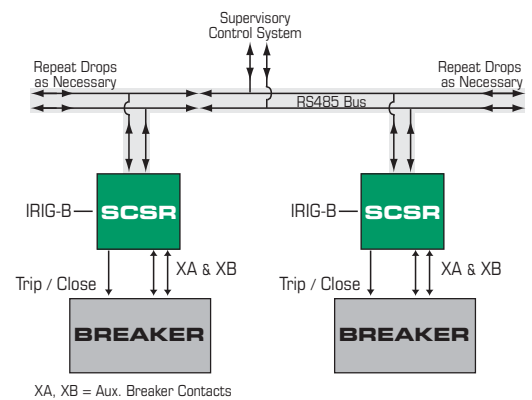 Supervisory
Control System
Repeat Drops
as Necessary
Repeat Drops
as Necessary
RS485 Bus
IRIG-B
SCSR
IRIG-B
SCSR
Trip / Close
XA & XB
Trip / Close
XA & XB
BREAKER
BREAKER
XA, XB = Aux. Breaker Contacts